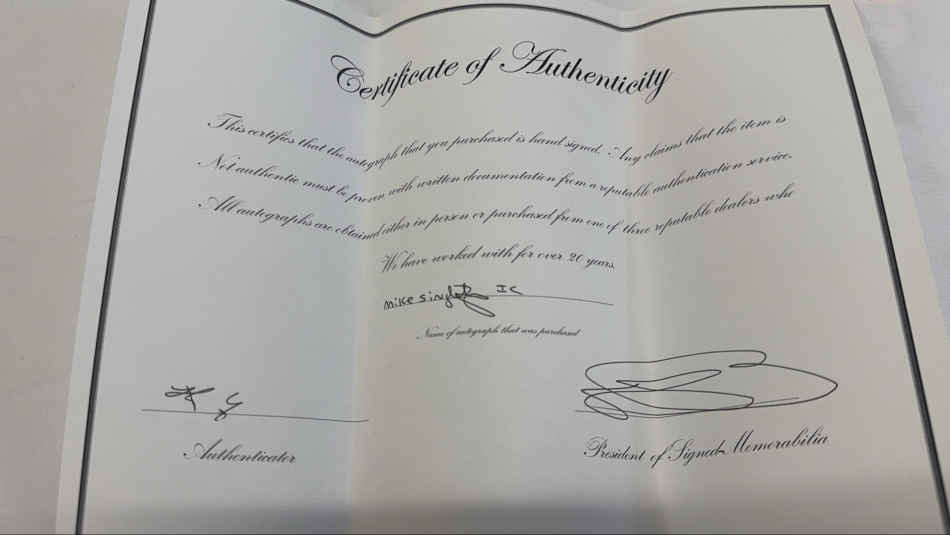 Certificate of Authenticity
This certifies that the autograph that you purchased is hand signed. Any claims that the item is
Not authentic must be proven with written documentation from a reputable authentication service.
All autographs are obtained either in person or purchased from one of three reputable dealers who
We have worked with for over 20 years.
mike
Name of autograph that was purchased
Authenticator
President of Signed Memorabilia